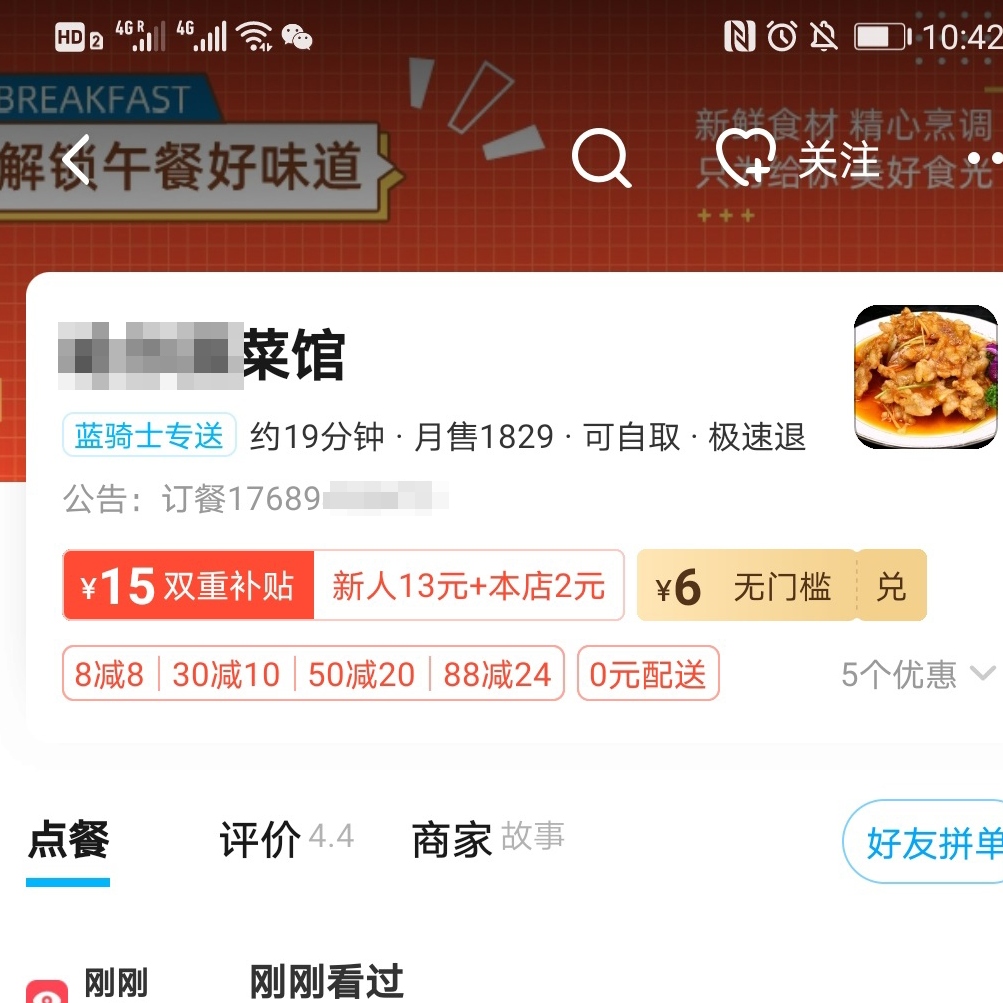 HD 2 4G R 4G 10:42
BREAKFAST
解锁午餐好味道
新鲜食材 精心烹调
只为给你 美好食光
关注
菜馆
蓝骑士专送 约19分钟 · 月售1829 · 可自取 · 极速退
公告：订餐17689
¥15双重补贴 新人13元+本店2元 ¥6 无门槛 兑
8减8 30减10 50减20 88减24 0元配送 5个优惠
点餐 评价 4.4 商家 故事 好友拼单
刚刚 刚刚看过